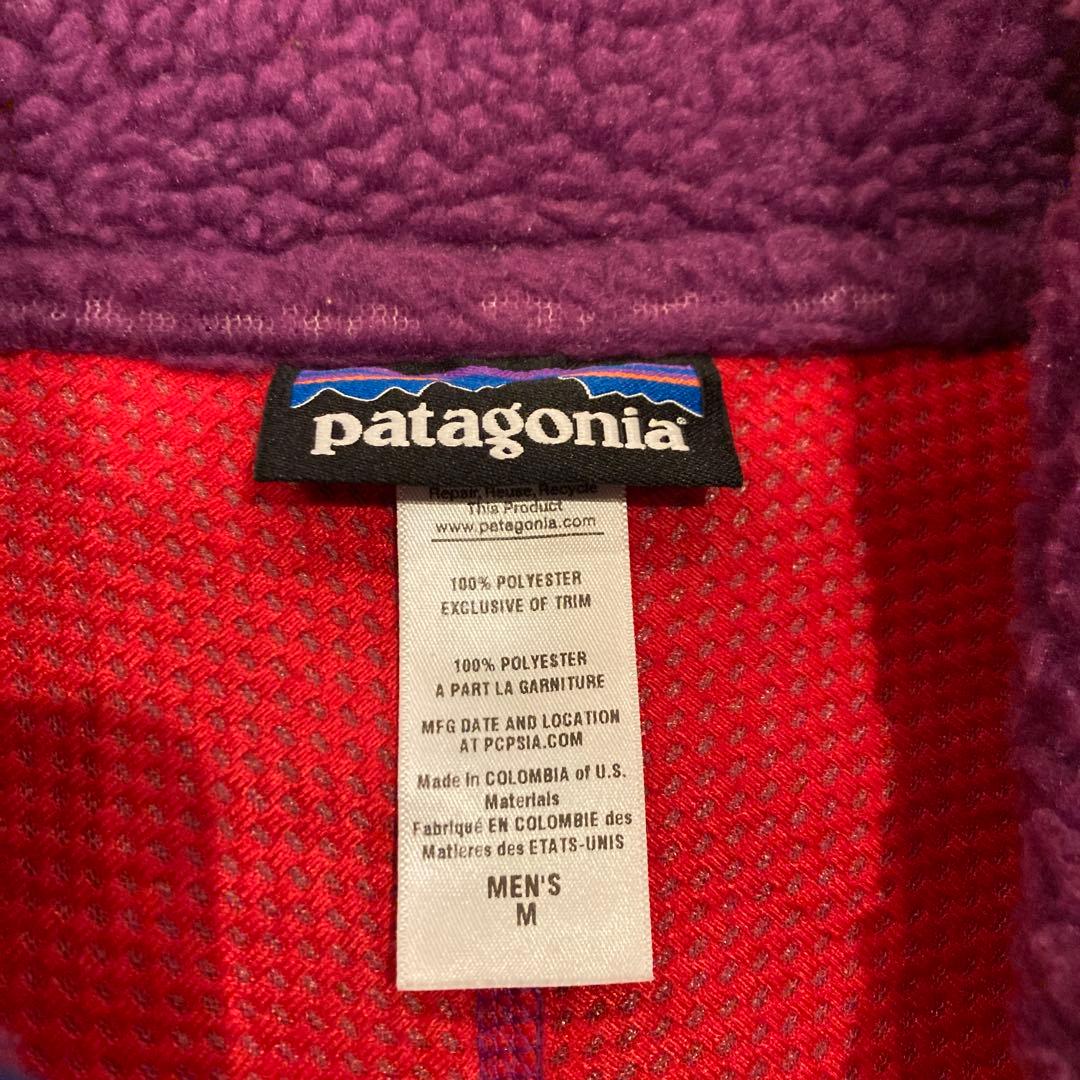 patagonia®
Repair, Reuse, Recycle
This Product
www.patagonia.com
100% POLYESTER
EXCLUSIVE OF TRIM
100% POLYESTER
A PART LA GARNITURE
MFG DATE AND LOCATION
AT PCPSIA.COM
Made in COLOMBIA of U.S.
Materials
Fabriqué EN COLOMBIE des
Matieres des ETATS-UNIS
MEN'S
M